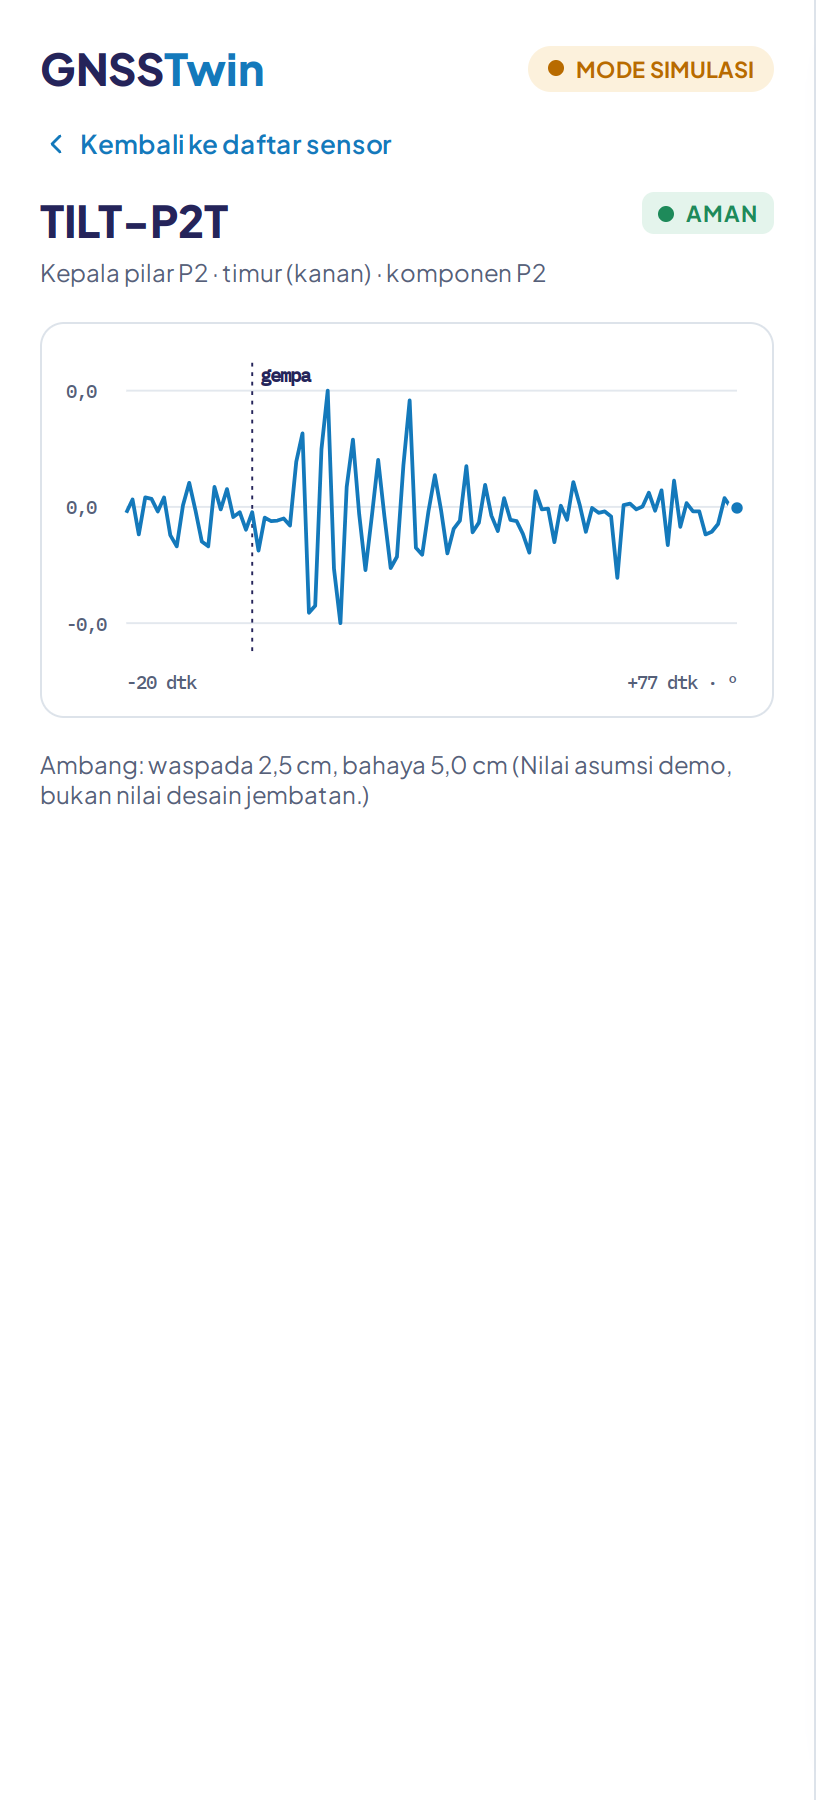 GNSSTwin
MODE SIMULASI
Kembali ke daftar sensor
TILT-P2T
AMAN
Kepala pilar P2 · timur (kanan) · komponen P2
gempa
0,0
0,0
-0,0
-20 dtk
+77 dtk · °
Ambang: waspada 2,5 cm, bahaya 5,0 cm (Nilai asumsi demo,
bukan nilai desain jembatan.)